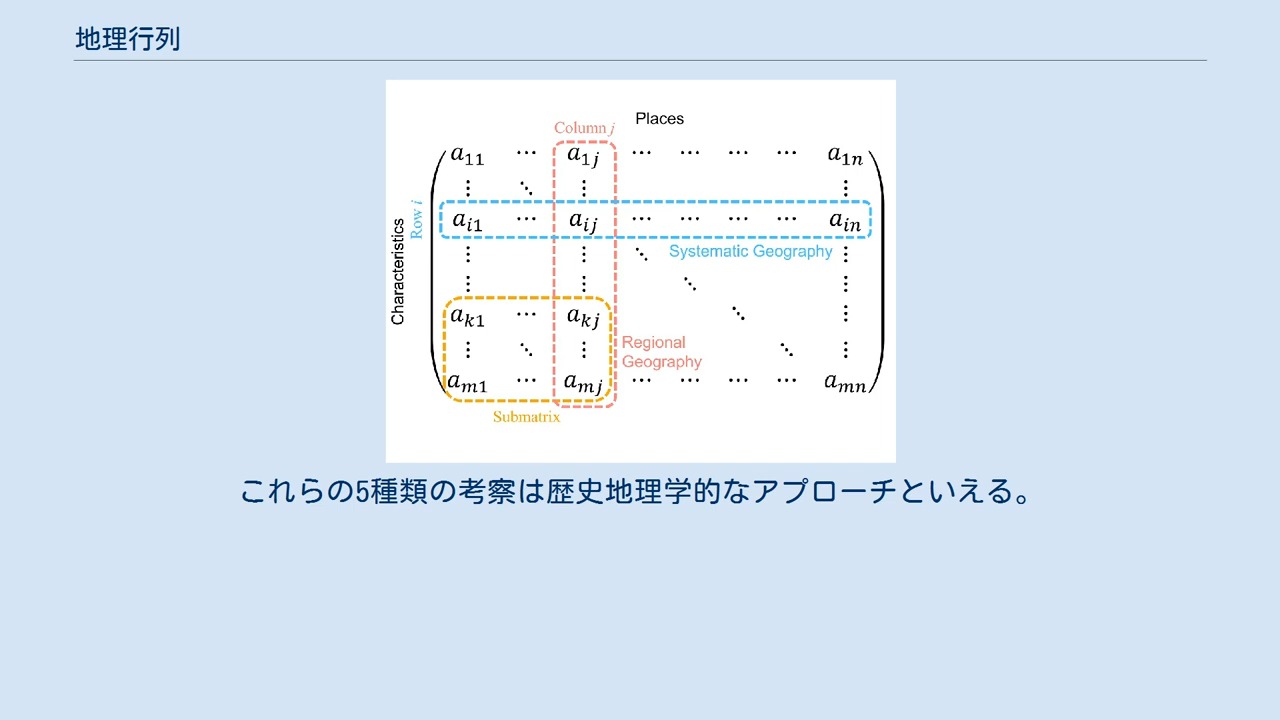 地理行列
Places
Column j
a11 ⋯ a1j ⋯ ⋯ ⋯ ⋯ a1n
⋮ ⋱ ⋮ ⋮
Row i
ai1 ⋯ aij ⋯ ⋯ ⋯ ⋯ ain
Characteristics
Systematic Geography
⋮ ⋮ ⋱ ⋮
⋮ ⋮ ⋱ ⋮
ak1 ⋯ akj ⋱ ⋮
Regional
Geography
⋮ ⋱ ⋮ ⋱ ⋮
am1 ⋯ amj ⋯ ⋯ ⋯ ⋯ amn
Submatrix
これらの5種類の考察は歴史地理学的なアプローチといえる。